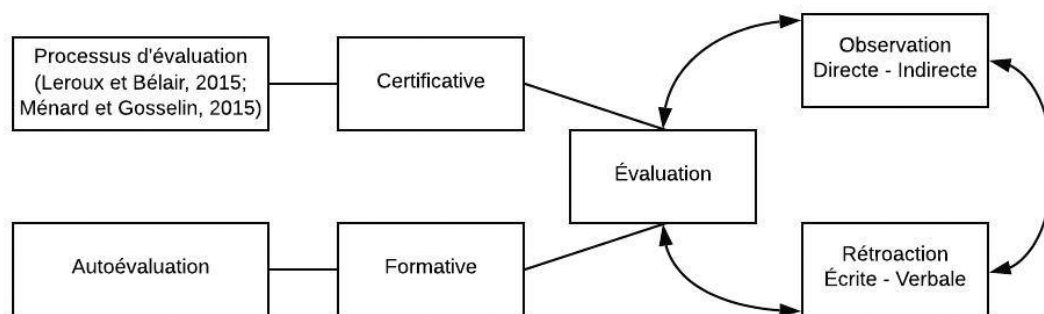 Processus d'évaluation
(Leroux et Bélair, 2015;
Ménard et Gosselin, 2015)
Certificative
Observation
Directe - Indirecte
Évaluation
Autoévaluation
Formative
Rétroaction
Écrite - Verbale